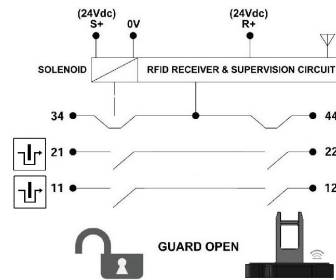 (24Vdc) (24Vdc)
S+ 0V R+
SOLENOID RFID RECEIVER & SUPERVISION CIRCUIT
34 44
21 22
11 12
GUARD OPEN